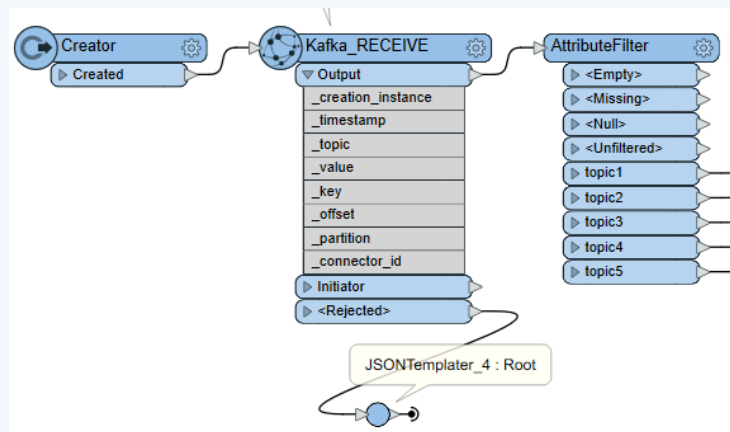 Creator
Created
Kafka_RECEIVE
Output
_creation_instance
_timestamp
_topic
_value
_key
_offset
_partition
_connector_id
Initiator
<Rejected>
AttributeFilter
<Empty>
<Missing>
<Null>
<Unfiltered>
topic1
topic2
topic3
topic4
topic5
JSONTemplater_4 : Root